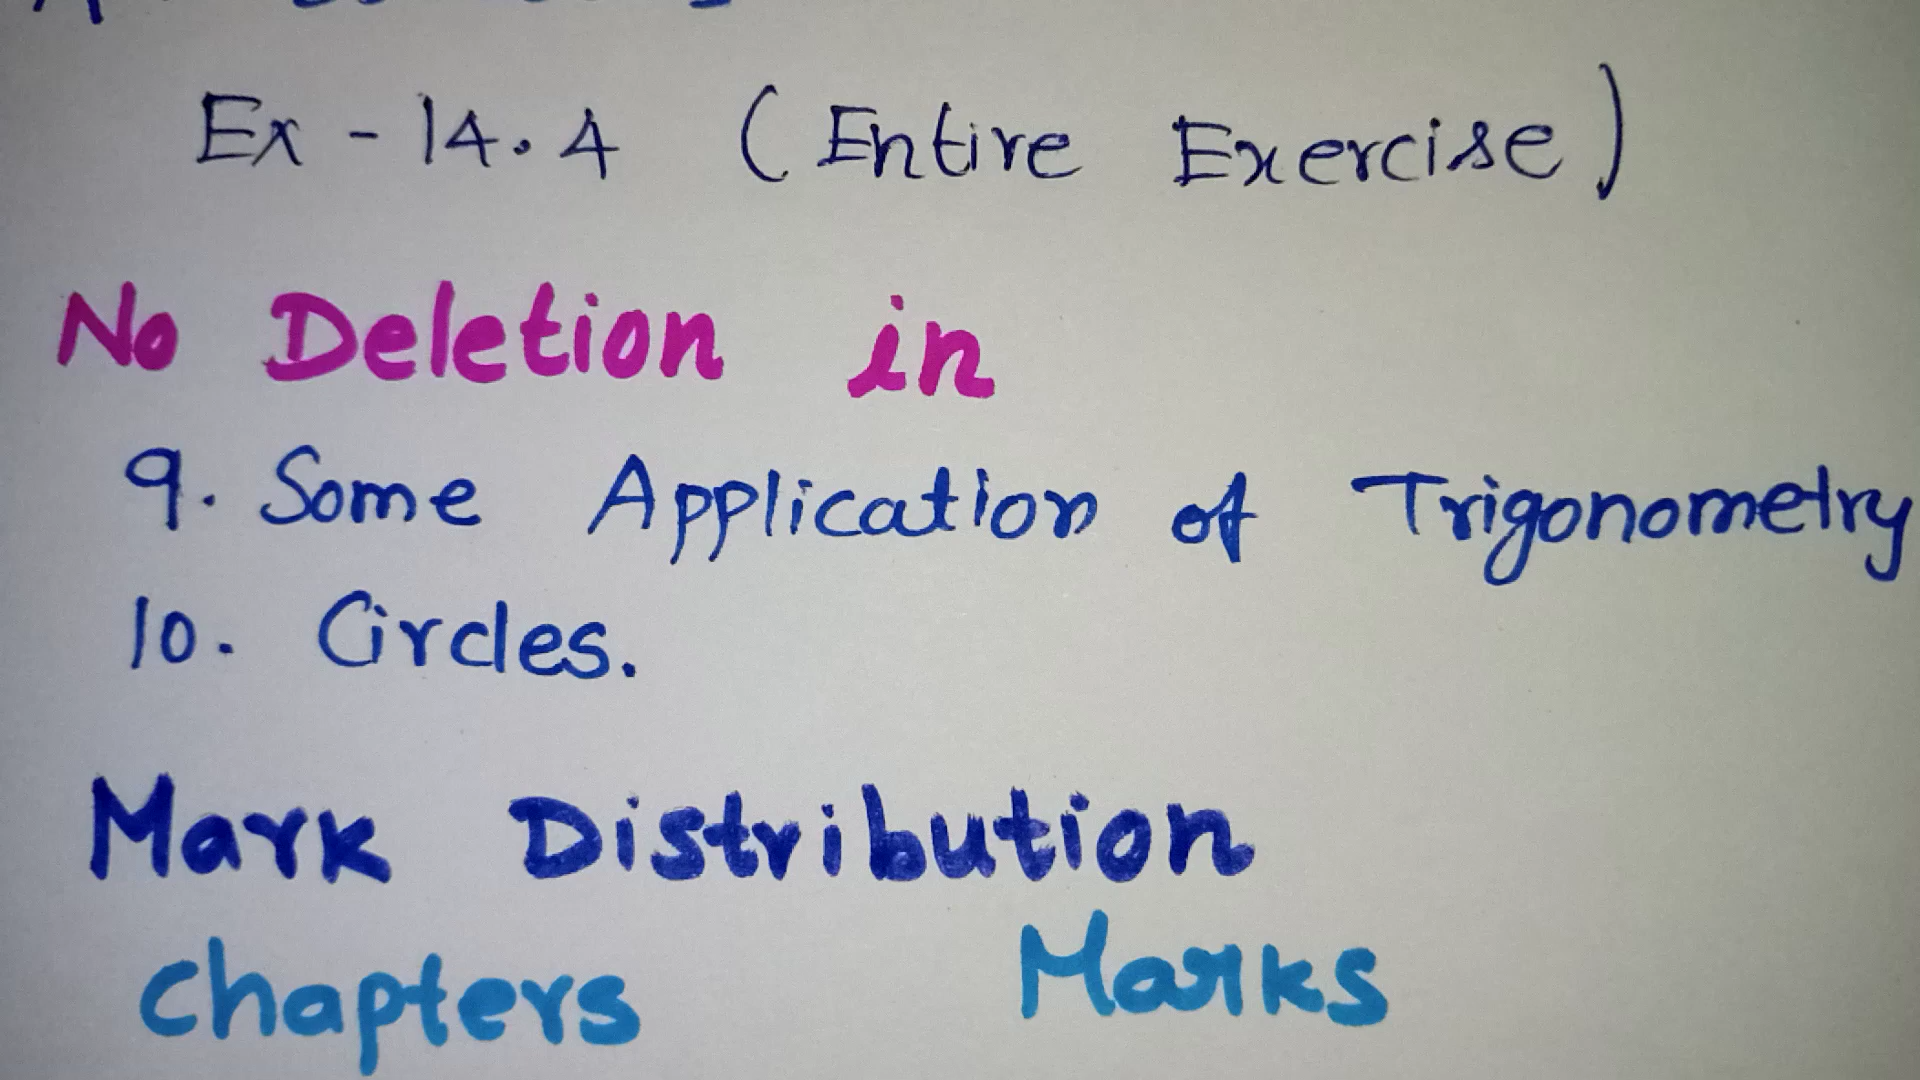 Ex - 14.4 (Entire Exercise)
No Deletion in
9. Some Application of Trigonometry
10. Circles.
Mark Distribution
Chapters Marks